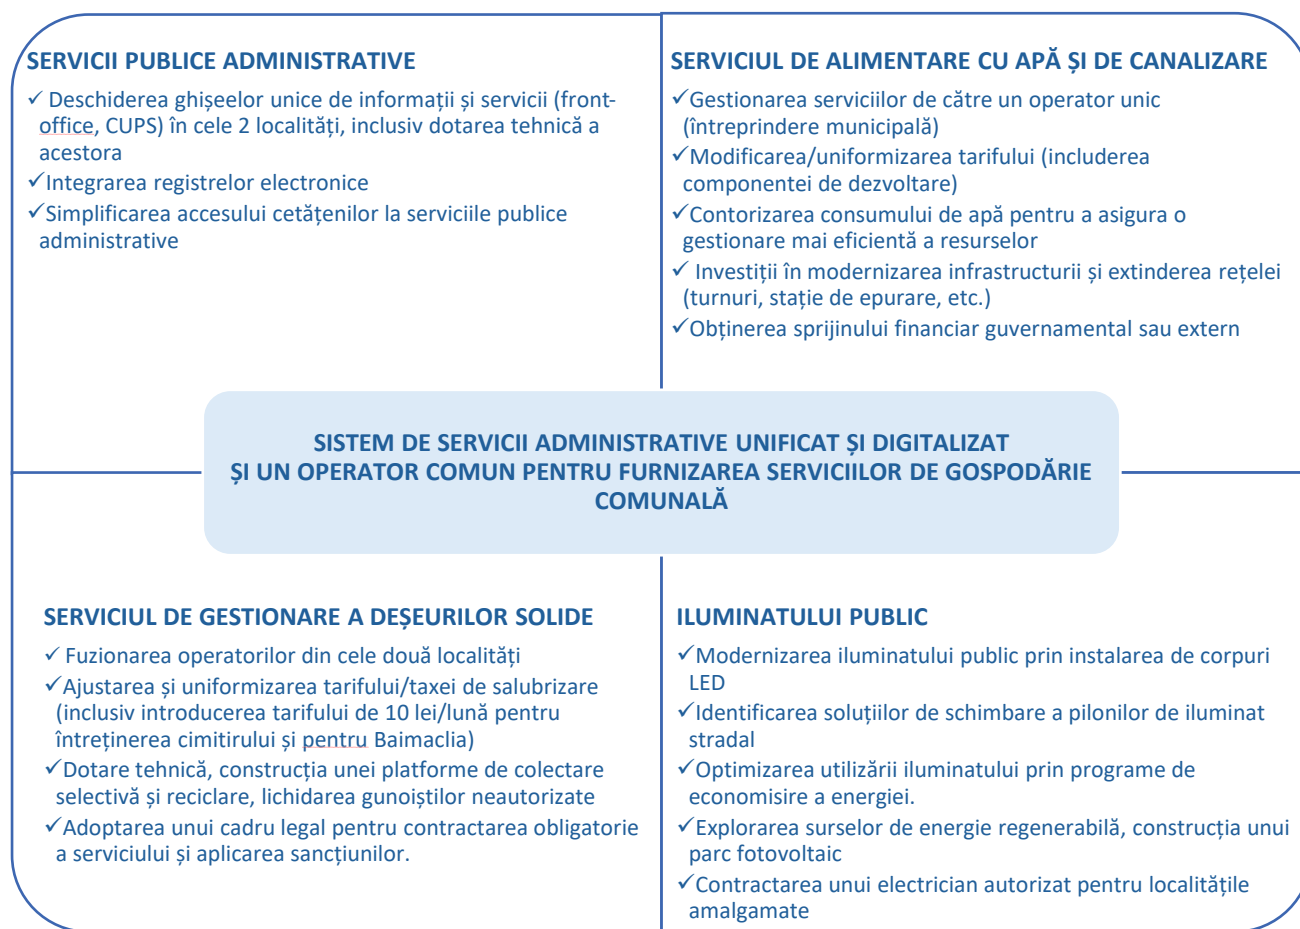 SERVICII PUBLICE ADMINISTRATIVE
✓ Deschiderea ghișeelor unice de informații și servicii (front-
office, CUPS) în cele 2 localități, inclusiv dotarea tehnică a
acestora
✓Integrarea registrelor electronice
✓Simplificarea accesului cetățenilor la serviciile publice
administrative
SERVICIUL DE ALIMENTARE CU APĂ ȘI DE CANALIZARE
✓Gestionarea serviciilor de către un operator unic
(întreprindere municipală)
✓Modificarea/uniformizarea tarifului (includerea
componentei de dezvoltare)
✓Contorizarea consumului de apă pentru a asigura o
gestionare mai eficientă a resurselor
✓ Investiții în modernizarea infrastructurii și extinderea rețelei
(turnuri, stație de epurare, etc.)
✓Obținerea sprijinului financiar guvernamental sau extern
SISTEM DE SERVICII ADMINISTRATIVE UNIFICAT ȘI DIGITALIZAT
ȘI UN OPERATOR COMUN PENTRU FURNIZAREA SERVICIILOR DE GOSPODĂRIE
COMUNALĂ
SERVICIUL DE GESTIONARE A DEȘEURILOR SOLIDE
✓ Fuzionarea operatorilor din cele două localități
✓Ajustarea și uniformizarea tarifului/taxei de salubrizare
(inclusiv introducerea tarifului de 10 lei/lună pentru
întreținerea cimitirului și pentru Baimaclia)
✓Dotare tehnică, construcția unei platforme de colectare
selectivă și reciclare, lichidarea gunoiștilor neautorizate
✓Adoptarea unui cadru legal pentru contractarea obligatorie
a serviciului și aplicarea sancțiunilor.
ILUMINATULUI PUBLIC
✓Modernizarea iluminatului public prin instalarea de corpuri
LED
✓Identificarea soluțiilor de schimbare a pilonilor de iluminat
stradal
✓Optimizarea utilizării iluminatului prin programe de
economisire a energiei.
✓Explorarea surselor de energie regenerabilă, construcția unui
parc fotovoltaic
✓Contractarea unui electrician autorizat pentru localitățile
amalgamate